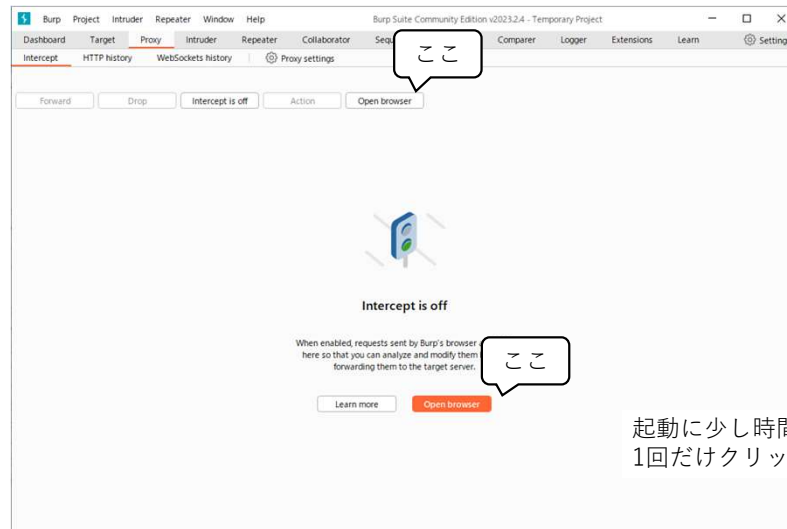 Burp Project Intruder Repeater Window Help Burp Suite Community Edition v2023.2.4 - Temporary Project
Dashboard Target Proxy Intruder Repeater Collaborator Comparer Logger Extensions Learn Setting
Intercept HTTP history WebSockets history Proxy settings
ここ
Forward Drop Intercept is off Action Open browser
Intercept is off
When enabled, requests sent by Burp's browser
here so that you can analyze and modify them
forwarding them to the target server.
ここ
Learn more Open browser
起動に少し時間
1回だけクリッ